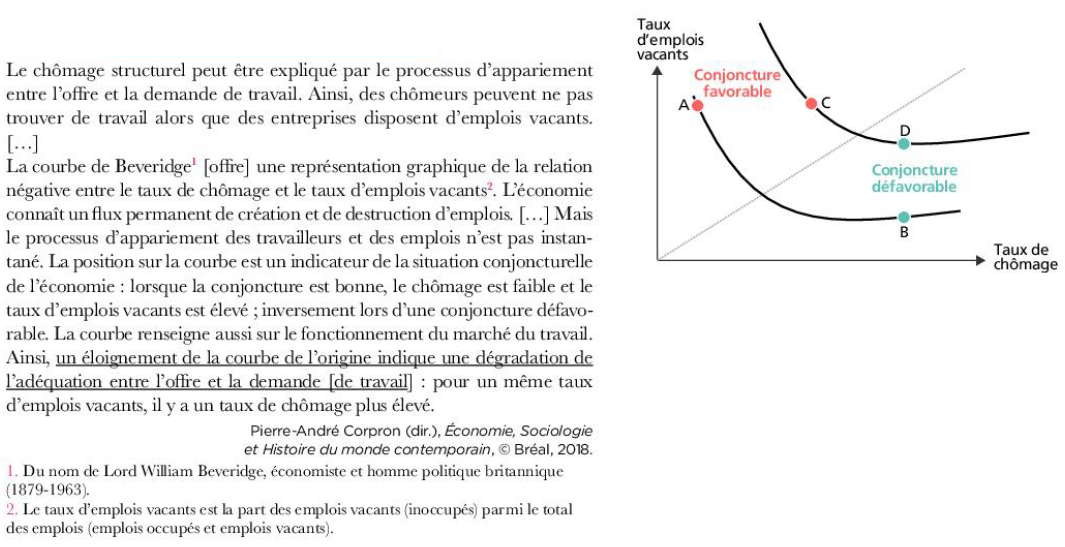 Le chômage structurel peut être expliqué par le processus d'appariement
entre l'offre et la demande de travail. Ainsi, des chômeurs peuvent ne pas
trouver de travail alors que des entreprises disposent d'emplois vacants.
[…]
La courbe de Beveridge¹ [offre] une représentation graphique de la relation
négative entre le taux de chômage et le taux d'emplois vacants². L'économie
connaît un flux permanent de création et de destruction d'emplois. […] Mais
le processus d'appariement des travailleurs et des emplois n'est pas instan-
tané. La position sur la courbe est un indicateur de la situation conjoncturelle
de l'économie : lorsque la conjoncture est bonne, le chômage est faible et le
taux d'emplois vacants est élevé ; inversement lors d'une conjoncture défavo-
rable. La courbe renseigne aussi sur le fonctionnement du marché du travail.
Ainsi, un éloignement de la courbe de l'origine indique une dégradation de
l'adéquation entre l'offre et la demande [de travail] : pour un même taux
d'emplois vacants, il y a un taux de chômage plus élevé.
Pierre-André Corpron (dir.), Économie, Sociologie
et Histoire du monde contemporain, © Bréal, 2018.
1. Du nom de Lord William Beveridge, économiste et homme politique britannique
(1879-1963).
2. Le taux d'emplois vacants est la part des emplois vacants (inoccupés) parmi le total
des emplois (emplois occupés et emplois vacants).
Taux
d'emplois
vacants
Conjoncture
favorable
A
C
D
Conjoncture
défavorable
B
Taux de
chômage